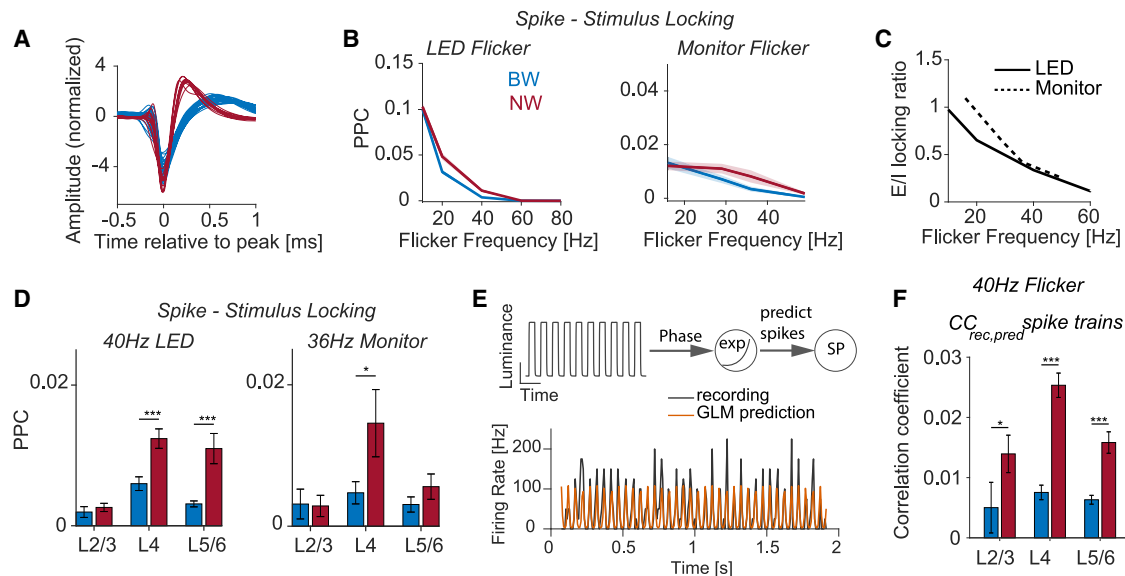 Spike - Stimulus Locking
A
B
LED Flicker
Monitor Flicker
C
Amplitude (normalized)
4
0
-4
-0.5
0
0.5
1
Time relative to peak [ms]
PPC
0.15
0.1
0.05
0
BW
NW
20
40
60
80
Flicker Frequency [Hz]
0.04
0.02
0
20
30
40
Flicker Frequency [Hz]
E/I locking ratio
1.5
1
0.5
0
LED
Monitor
20
40
60
Flicker Frequency [Hz]
D
Spike - Stimulus Locking
40Hz LED
36Hz Monitor
PPC
0.02
0
***
***
L2/3
L4
L5/6
0.02
0
*
L2/3
L4
L5/6
E
Luminance
Time
Phase
exp
predict
spikes
SP
recording
GLM prediction
Firing Rate [Hz]
200
100
0
0
0.5
1
1.5
2
Time [s]
F
40Hz Flicker
CC rec,pred spike trains
Correlation coefficient
0.03
0.02
0.01
0
*
***
***
L2/3
L4
L5/6